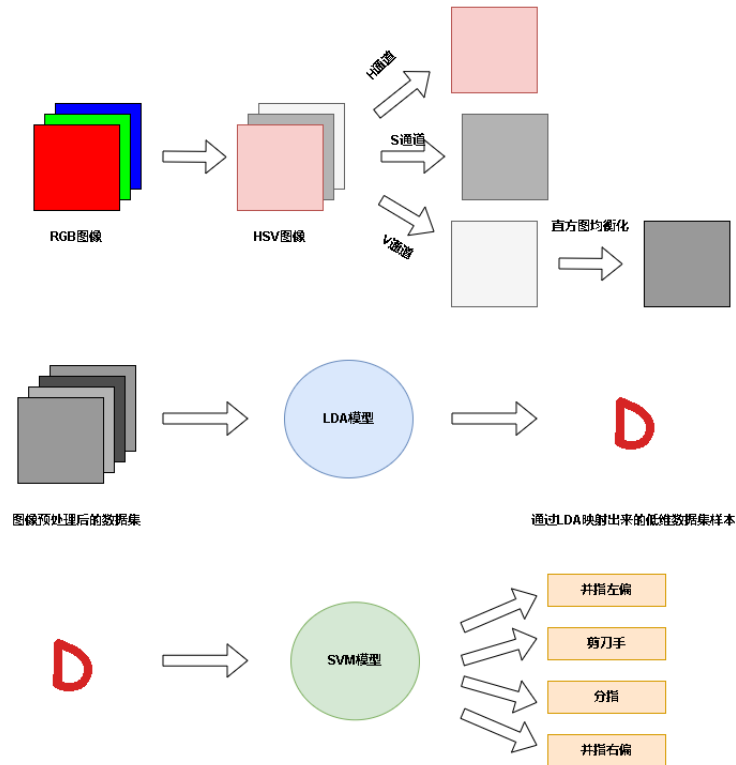 H通道
S通道
V通道
直方图均衡化
RGB图像
HSV图像
LDA模型
D
图像预处理后的数据集
通过LDA映射出来的低维数据集样本
D
SVM模型
并指左偏
剪刀手
分指
并指右偏